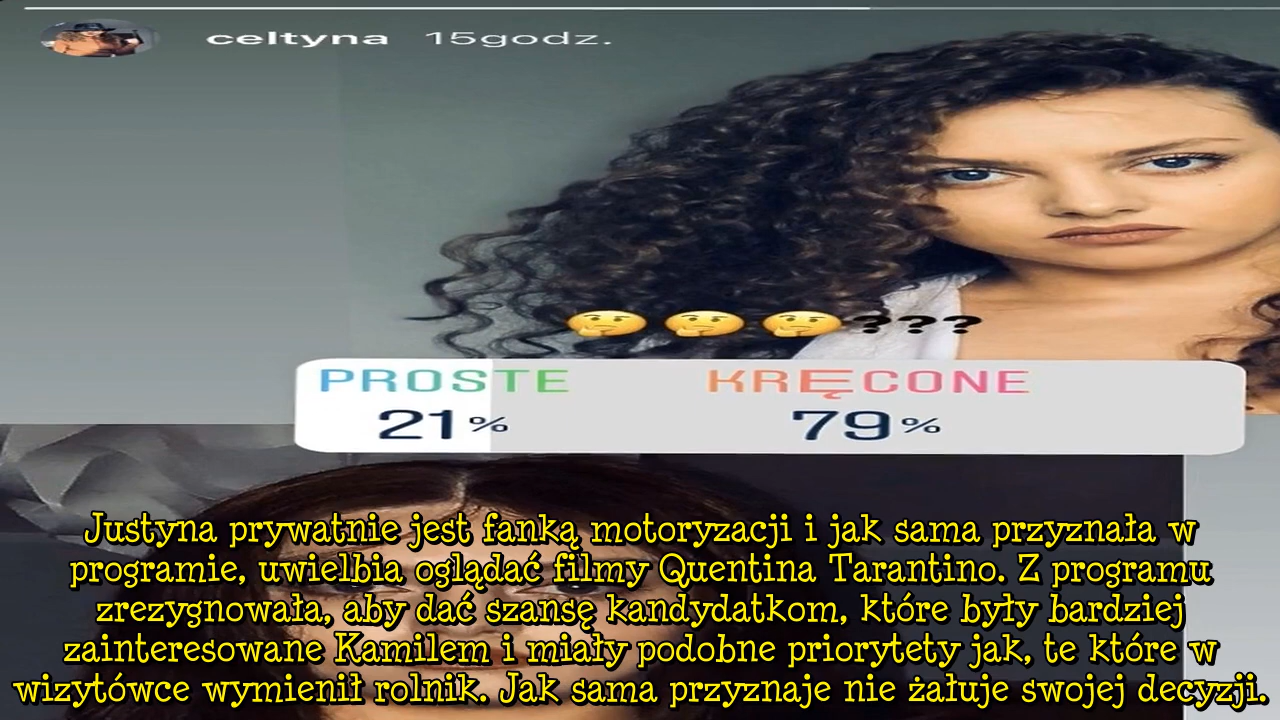 celtyna 15godz.
🤔 🤔 🤔 ???
PROSTE KRĘCONE
21% 79%
Justyna prywatnie jest fanką motoryzacji i jak sama przyznała w
programie, uwielbia oglądać filmy Quentina Tarantino. Z programu
zrezygnowała, aby dać szansę kandydatkom, które były bardziej
zainteresowane Kamilem i miały podobne priorytety jak, te które w
wizytówce wymienił rolnik. Jak sama przyznaje nie żałuje swojej decyzji.